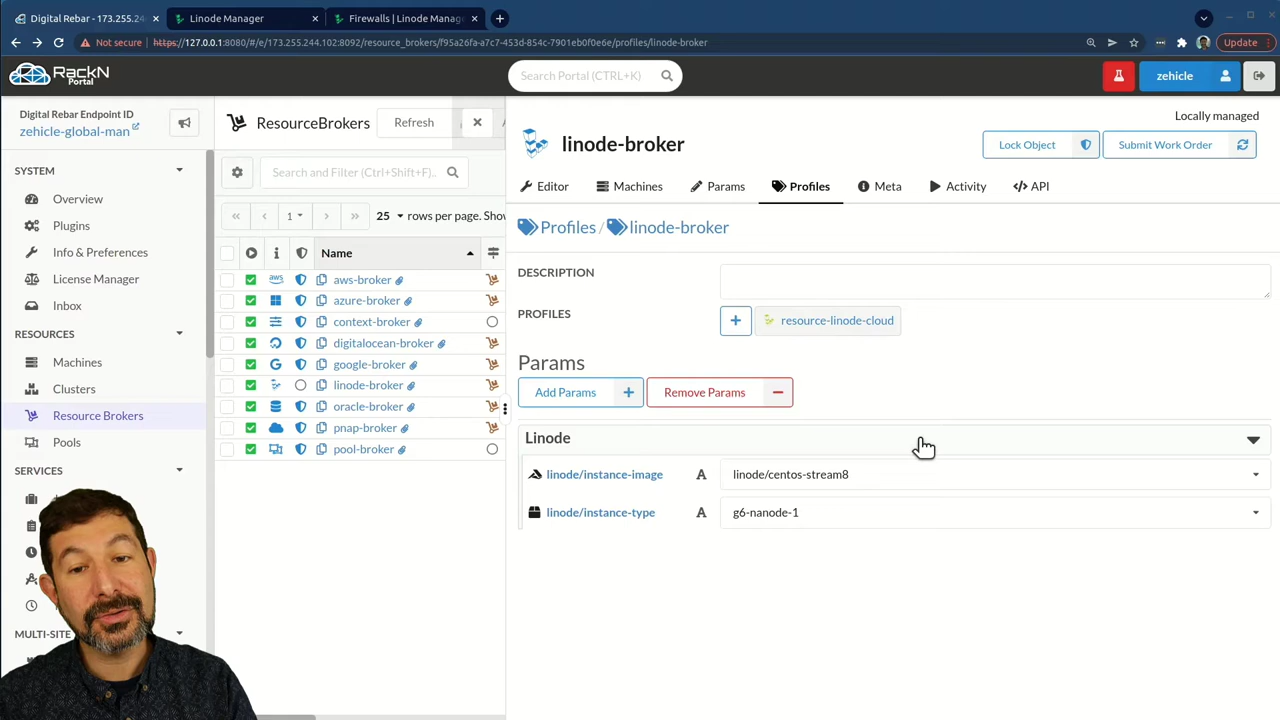 Digital Rebar - 173.255.24
Linode Manager
Firewalls | Linode Manage
Not secure
https://127.0.0.1:8080/#/e/173.255.244.102:8092/resource_brokers/f95a26fa-a7c7-453d-854c-7901eb0f0e6e/profiles/linode-broker
Update
RackN
Portal
Search Portal (CTRL+K)
zehicle
Digital Rebar Endpoint ID
zehicle-global-man
SYSTEM
Overview
Plugins
Info & Preferences
License Manager
Inbox
RESOURCES
Machines
Clusters
Resource Brokers
Pools
SERVICES
MULTI-SITE
ResourceBrokers
Refresh
Search and Filter (Ctrl+Shift+F)..
1
25 rows per page. Show
Name
aws-broker
azure-broker
context-broker
digitalocean-broker
google-broker
linode-broker
oracle-broker
pnap-broker
pool-broker
Locally managed
linode-broker
Lock Object
Submit Work Order
Editor
Machines
Params
Profiles
Meta
Activity
API
Profiles / linode-broker
DESCRIPTION
PROFILES
resource-linode-cloud
Params
Add Params
Remove Params
Linode
linode/instance-image
A
linode/centos-stream8
linode/instance-type
A
g6-nanode-1